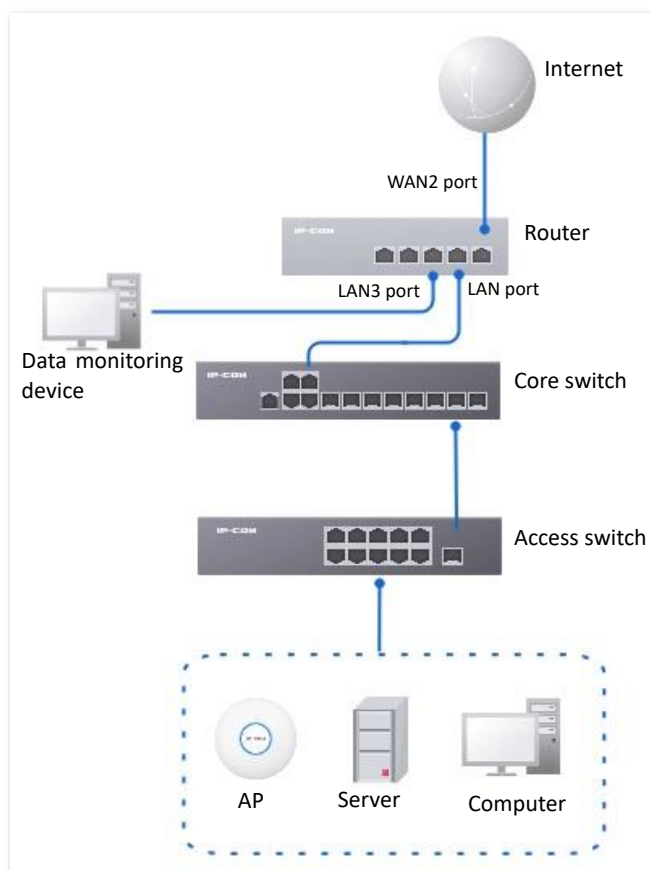 Internet
WAN2 port
IP-COM
Router
LAN3 port
LAN port
Data monitoring
device
IP-COM
Core switch
IP-COM
Access switch
AP
Server
Computer